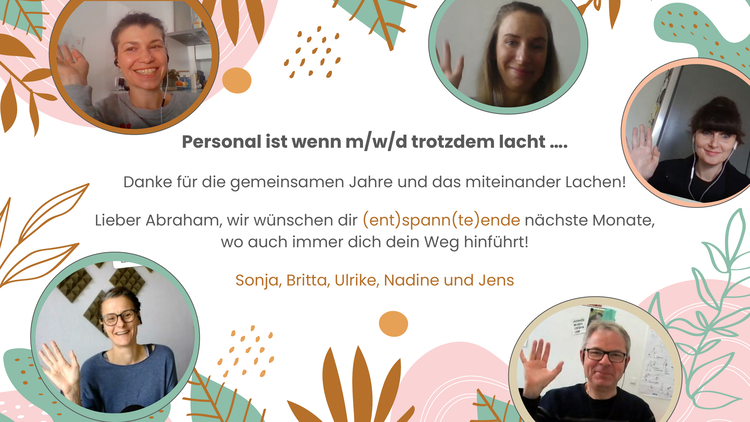 Personal ist wenn m/w/d trotzdem lacht ....
Danke für die gemeinsamen Jahre und das miteinander Lachen!
Lieber Abraham, wir wünschen dir (ent)spann(te)ende nächste Monate,
wo auch immer dich dein Weg hinführt!
Sonja, Britta, Ulrike, Nadine und Jens